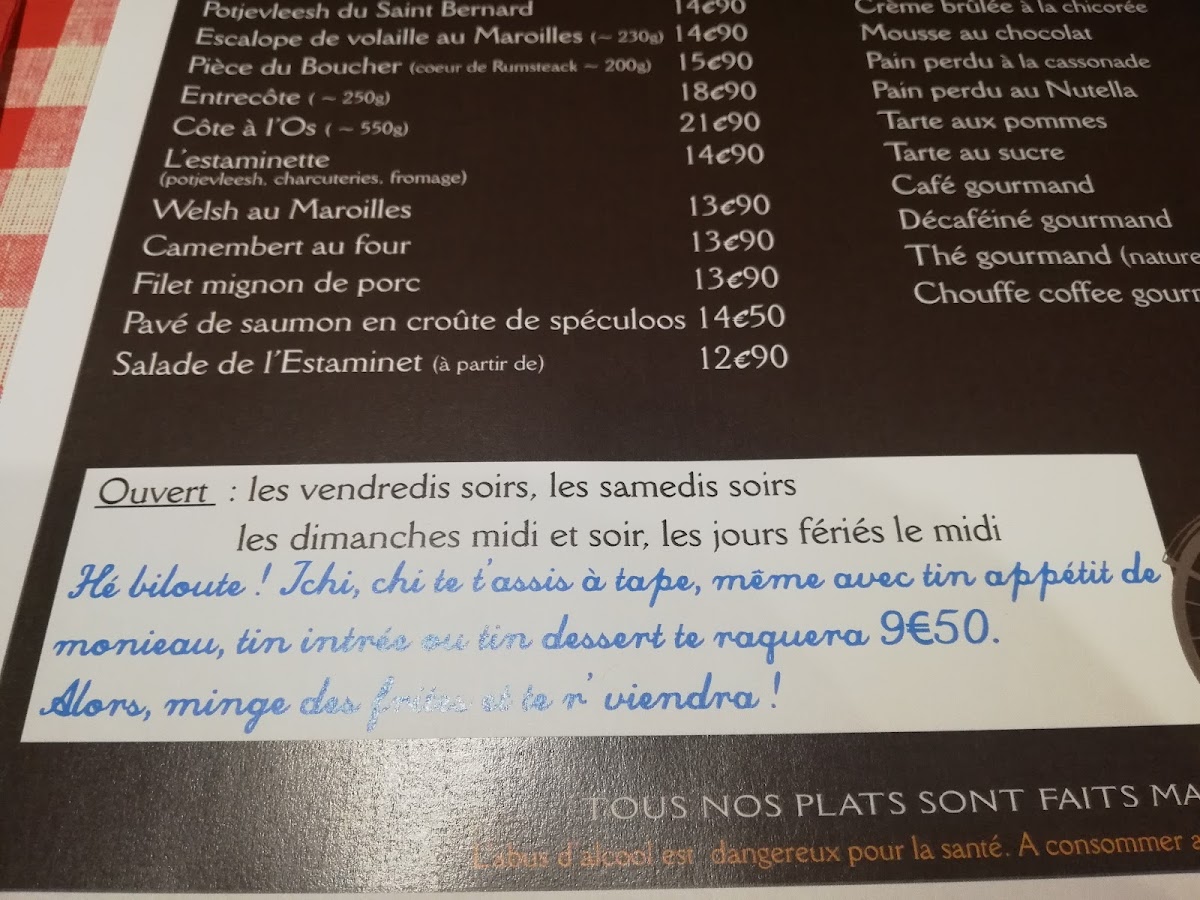 Potjevleesh du Saint Bernard 14€90
Escalope de volaille au Maroilles (~ 230g) 14€90
Pièce du Boucher (coeur de Rumsteack ~ 200g) 15€90
Entrecôte ( ~ 250g) 18€90
Côte à l'Os ( ~ 550g) 21€90
L'estaminette 14€90
(potjevleesh, charcuteries, fromage)
Welsh au Maroilles 13€90
Camembert au four 13€90
Filet mignon de porc 13€90
Pavé de saumon en croûte de spéculoos 14€50
Salade de l'Estaminet (à partir de) 12€90
Crème brûlée à la chicorée
Mousse au chocolat
Pain perdu à la cassonade
Pain perdu au Nutella
Tarte aux pommes
Tarte au sucre
Café gourmand
Décaféiné gourmand
Thé gourmand (nature
Chouffe coffee gourm
Ouvert : les vendredis soirs, les samedis soirs
les dimanches midi et soir, les jours fériés le midi
Hé biloute ! Ichi, chi te t'assis à tape, même avec tin appétit de
monieau, tin intrée ou tin dessert te raquera 9€50.
Alors, minge des frites et te r' viendra !
TOUS NOS PLATS SONT FAITS MA
L'abus d'alcool est dangereux pour la santé. A consommer a